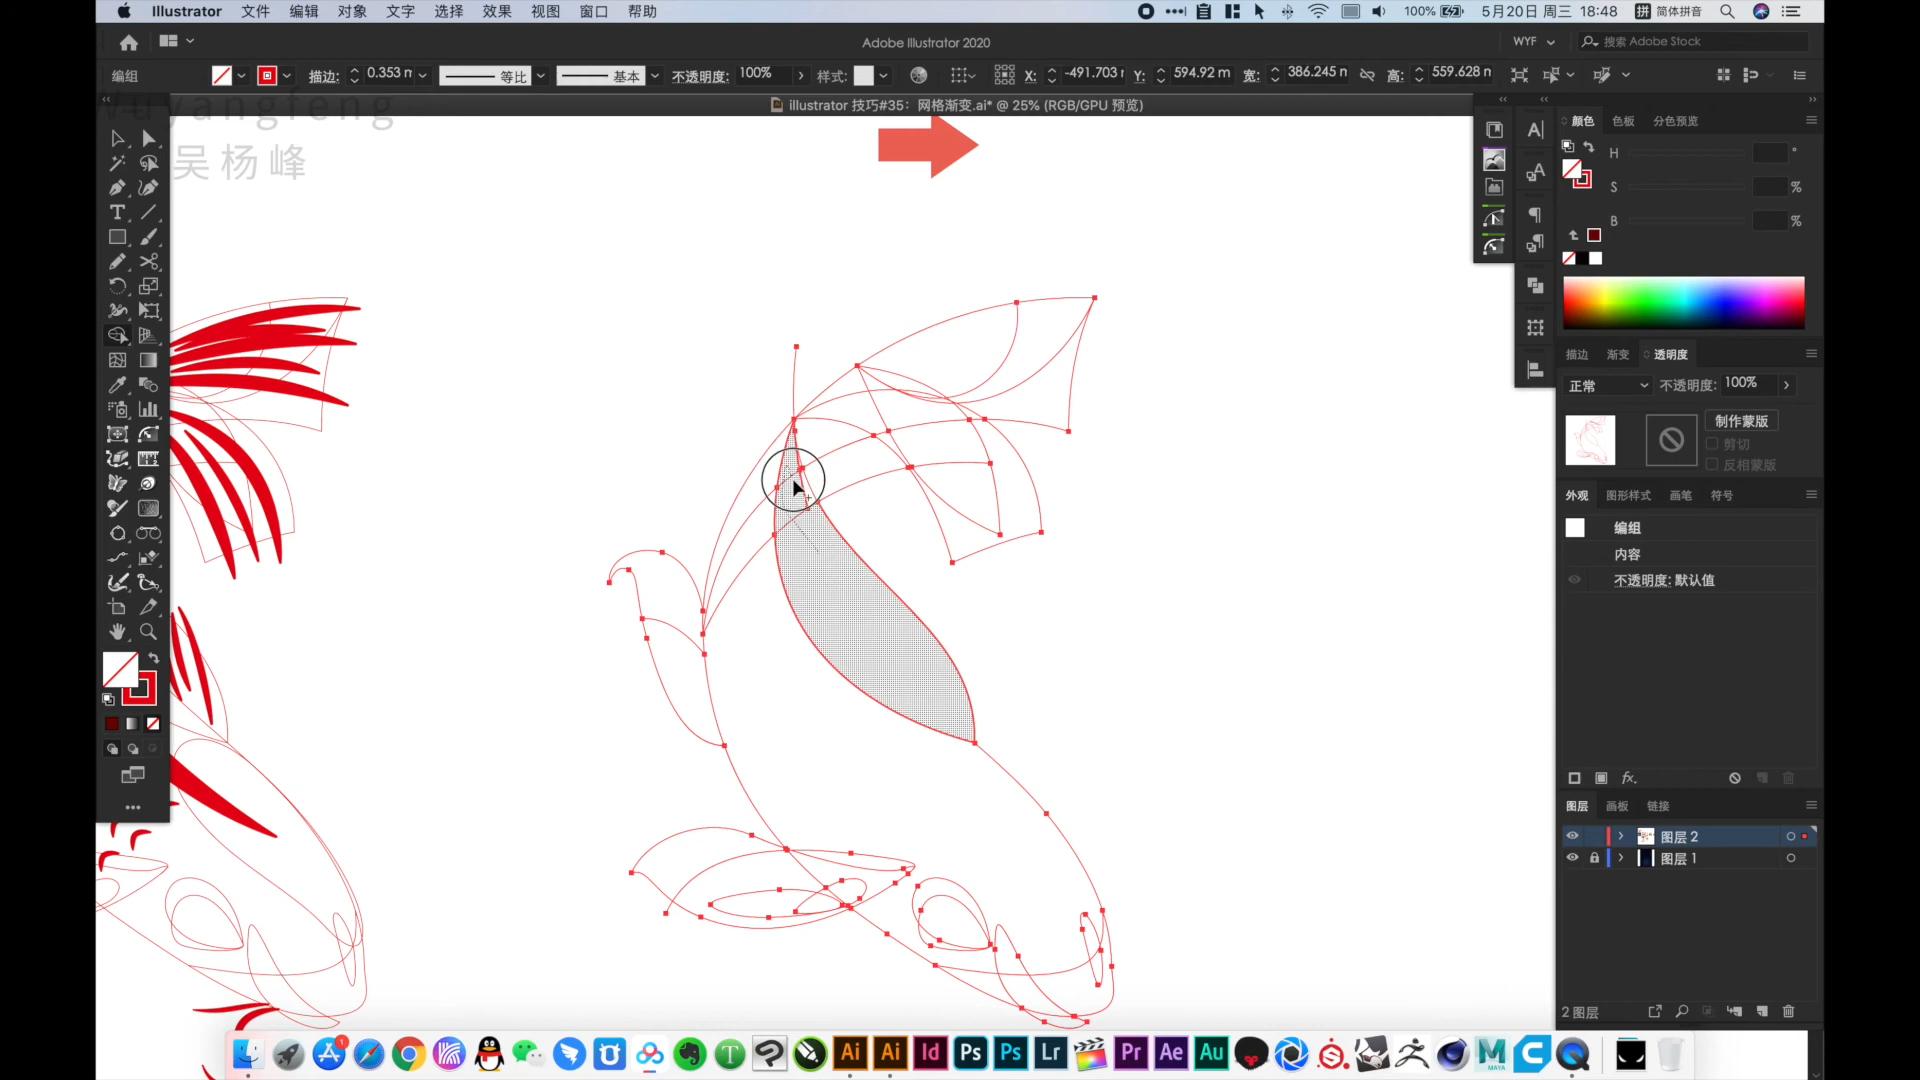 Illustrator 文件 编辑 对象 文字 选择 效果 视图 窗口 帮助 100% 5月20日 周三 18:48 拼 简体拼音
Adobe Illustrator 2020 WYF 搜索 Adobe Stock
编组 描边: 0.353 等比 基本 不透明度: 100% 样式: X: -491.703 Y: 594.92 m 宽: 386.245 高: 559.628
illustrator 技巧#35：网格渐变.ai* @ 25% (RGB/GPU 预览)
Wuyangfeng
吴杨峰
颜色 色板 分色预览
H °
S %
B %
描边 渐变 透明度
正常 不透明度: 100%
制作蒙版
剪切
反相蒙版
外观 图形样式 画笔 符号
编组
内容
不透明度: 默认值
fx.
图层 画板 链接
图层 2
图层 1
2 图层
1 T Ai Ai Id Ps Ps Lr Pr Ae Au MAYA